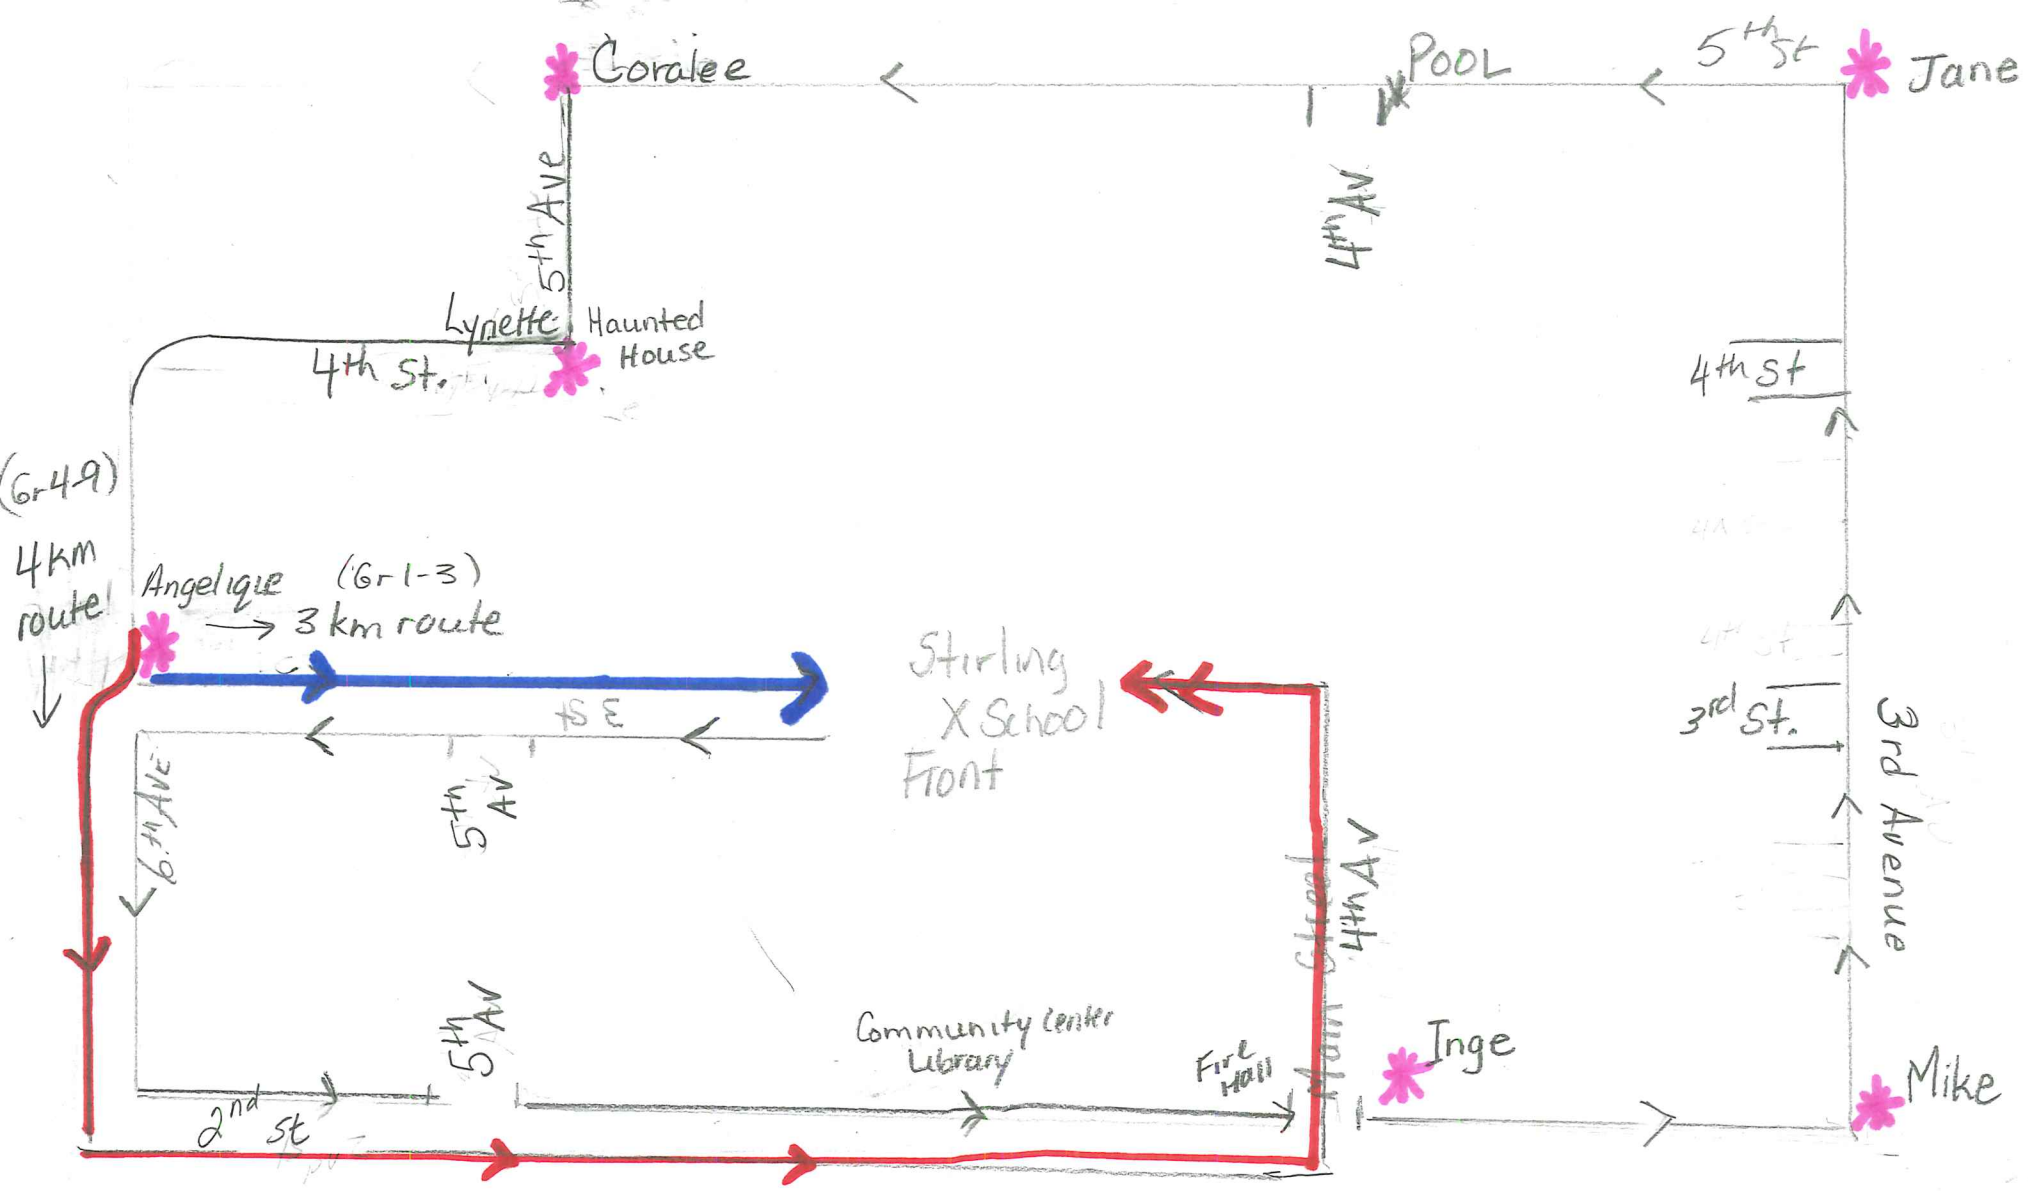 Coralee
POOL
5th St
Jane
5th Ave
4th AV
Lynette
Haunted
House
4th St.
4th St
(Gr 4-9)
4km
route
Angelique
(Gr 1-3)
3 km route
Stirling
X School
Front
3 St
3rd St.
3rd Avenue
6th AVE
5th
AV
4th AV
Main Street
5th
AV
Community Center
Library
Fire
Hall
Inge
Mike
2nd
St